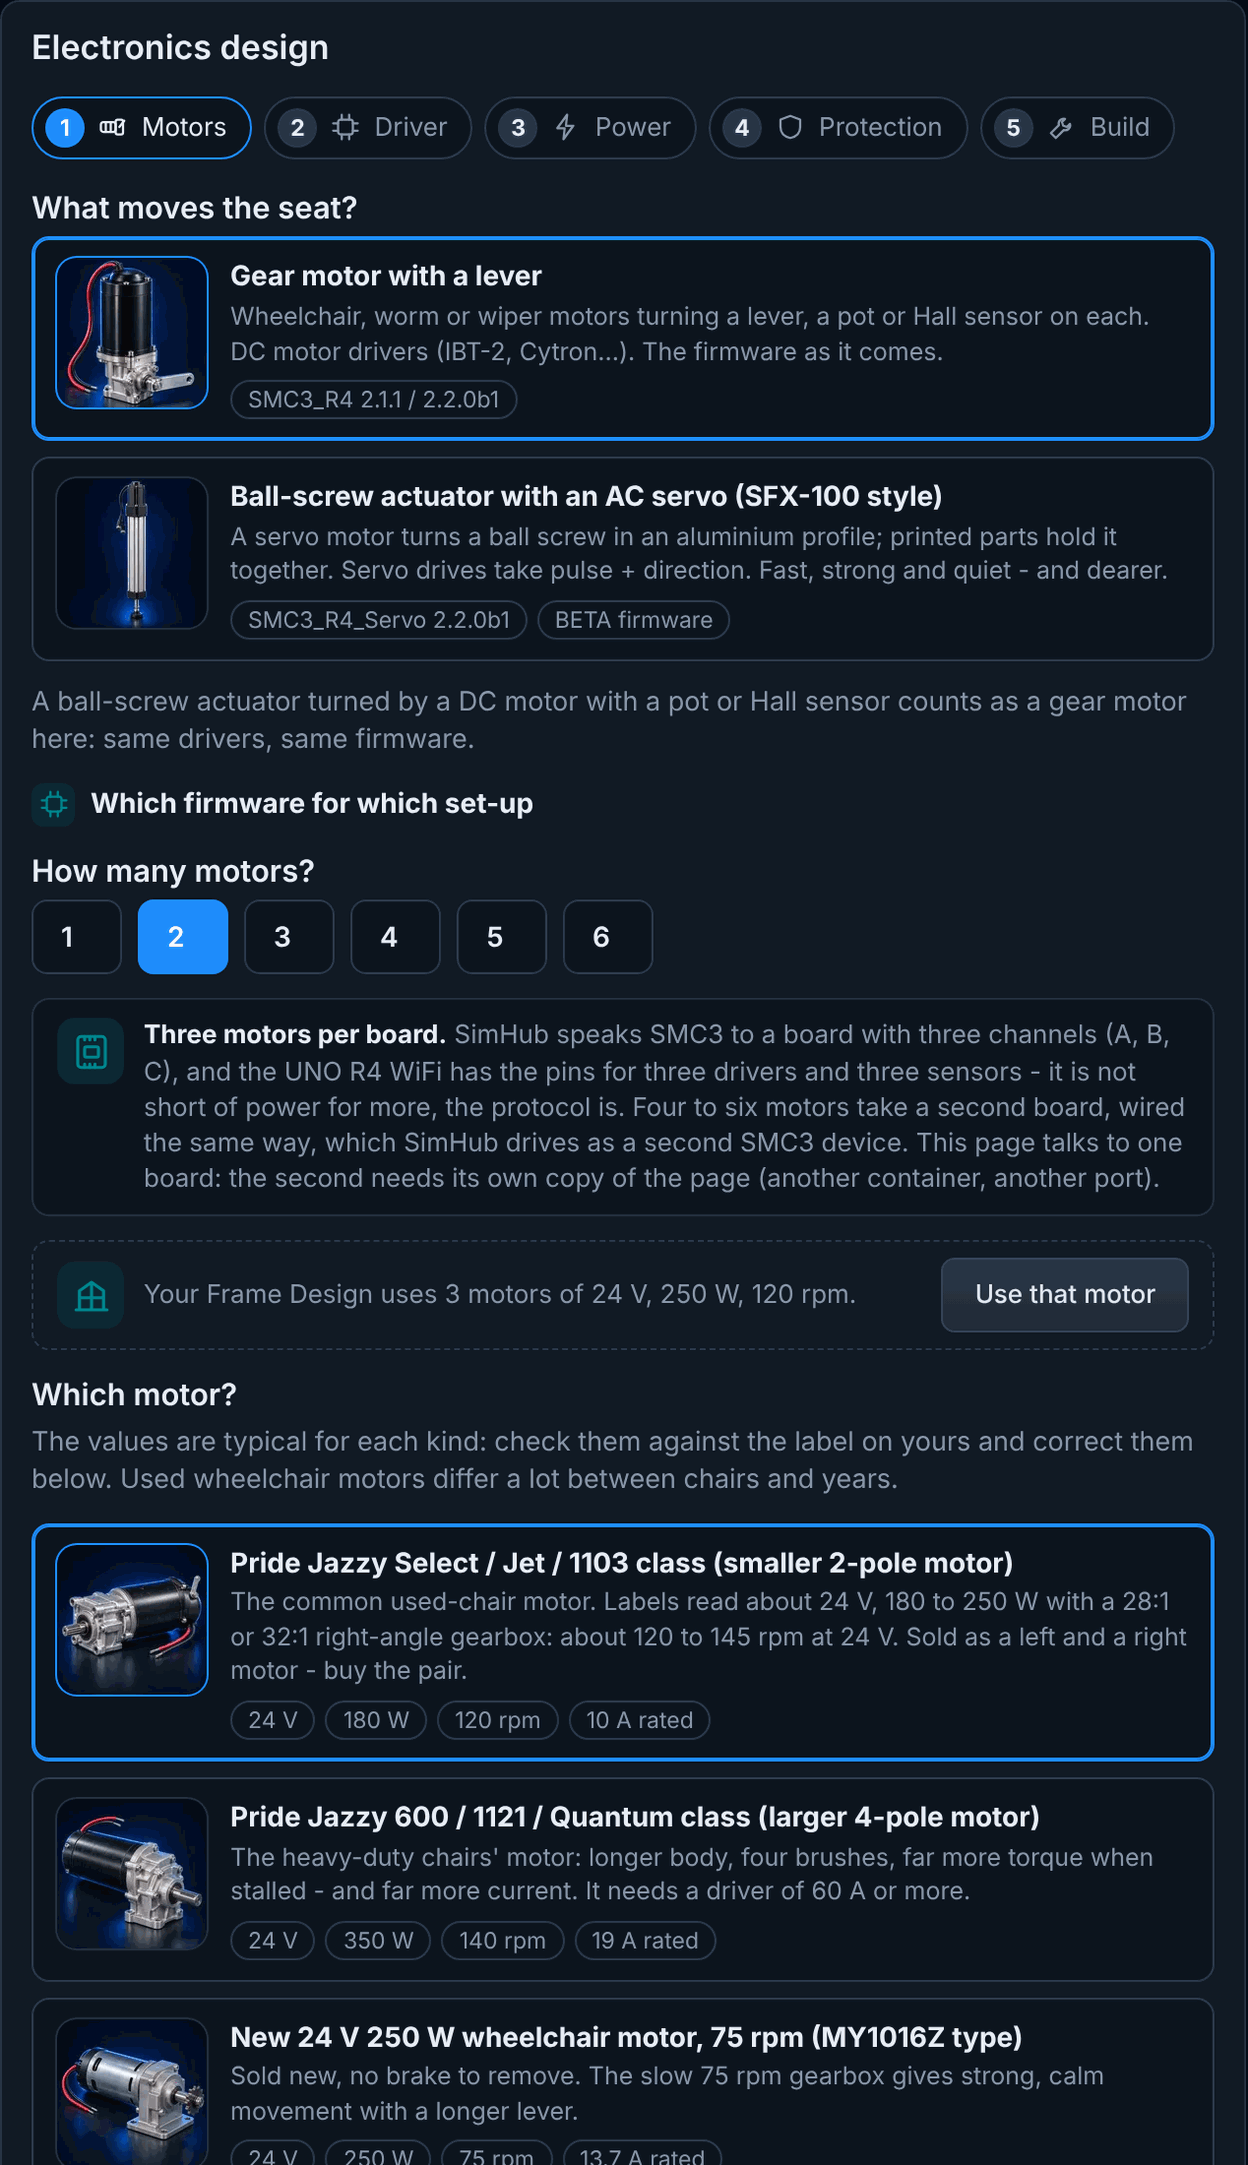 Electronics design
1 Motors
2 Driver
3 Power
4 Protection
5 Build
What moves the seat?
Gear motor with a lever
Wheelchair, worm or wiper motors turning a lever, a pot or Hall sensor on each.
DC motor drivers (IBT-2, Cytron...). The firmware as it comes.
SMC3_R4 2.1.1 / 2.2.0b1
Ball-screw actuator with an AC servo (SFX-100 style)
A servo motor turns a ball screw in an aluminium profile; printed parts hold it
together. Servo drives take pulse + direction. Fast, strong and quiet - and dearer.
SMC3_R4_Servo 2.2.0b1
BETA firmware
A ball-screw actuator turned by a DC motor with a pot or Hall sensor counts as a gear motor
here: same drivers, same firmware.
Which firmware for which set-up
How many motors?
1 2 3 4 5 6
Three motors per board. SimHub speaks SMC3 to a board with three channels (A, B,
C), and the UNO R4 WiFi has the pins for three drivers and three sensors - it is not
short of power for more, the protocol is. Four to six motors take a second board, wired
the same way, which SimHub drives as a second SMC3 device. This page talks to one
board: the second needs its own copy of the page (another container, another port).
Your Frame Design uses 3 motors of 24 V, 250 W, 120 rpm.
Use that motor
Which motor?
The values are typical for each kind: check them against the label on yours and correct them
below. Used wheelchair motors differ a lot between chairs and years.
Pride Jazzy Select / Jet / 1103 class (smaller 2-pole motor)
The common used-chair motor. Labels read about 24 V, 180 to 250 W with a 28:1
or 32:1 right-angle gearbox: about 120 to 145 rpm at 24 V. Sold as a left and a right
motor - buy the pair.
24 V
180 W
120 rpm
10 A rated
Pride Jazzy 600 / 1121 / Quantum class (larger 4-pole motor)
The heavy-duty chairs' motor: longer body, four brushes, far more torque when
stalled - and far more current. It needs a driver of 60 A or more.
24 V
350 W
140 rpm
19 A rated
New 24 V 250 W wheelchair motor, 75 rpm (MY1016Z type)
Sold new, no brake to remove. The slow 75 rpm gearbox gives strong, calm
movement with a longer lever.
24 V
250 W
75 rpm
13.7 A rated